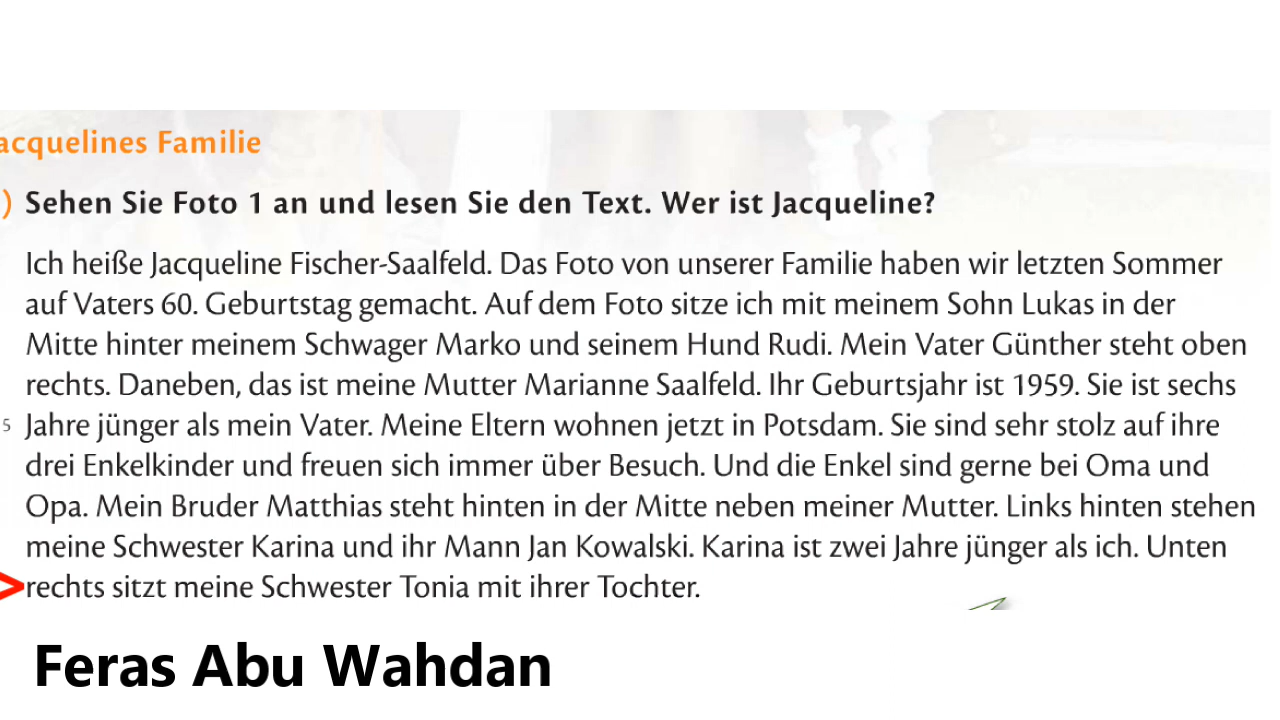 acquelines Familie
) Sehen Sie Foto 1 an und lesen Sie den Text. Wer ist Jacqueline?
Ich heiße Jacqueline Fischer-Saalfeld. Das Foto von unserer Familie haben wir letzten Sommer
auf Vaters 60. Geburtstag gemacht. Auf dem Foto sitze ich mit meinem Sohn Lukas in der
Mitte hinter meinem Schwager Marko und seinem Hund Rudi. Mein Vater Günther steht oben
rechts. Daneben, das ist meine Mutter Marianne Saalfeld. Ihr Geburtsjahr ist 1959. Sie ist sechs
5 Jahre jünger als mein Vater. Meine Eltern wohnen jetzt in Potsdam. Sie sind sehr stolz auf ihre
drei Enkelkinder und freuen sich immer über Besuch. Und die Enkel sind gerne bei Oma und
Opa. Mein Bruder Matthias steht hinten in der Mitte neben meiner Mutter. Links hinten stehen
meine Schwester Karina und ihr Mann Jan Kowalski. Karina ist zwei Jahre jünger als ich. Unten
>rechts sitzt meine Schwester Tonia mit ihrer Tochter.
Feras Abu Wahdan